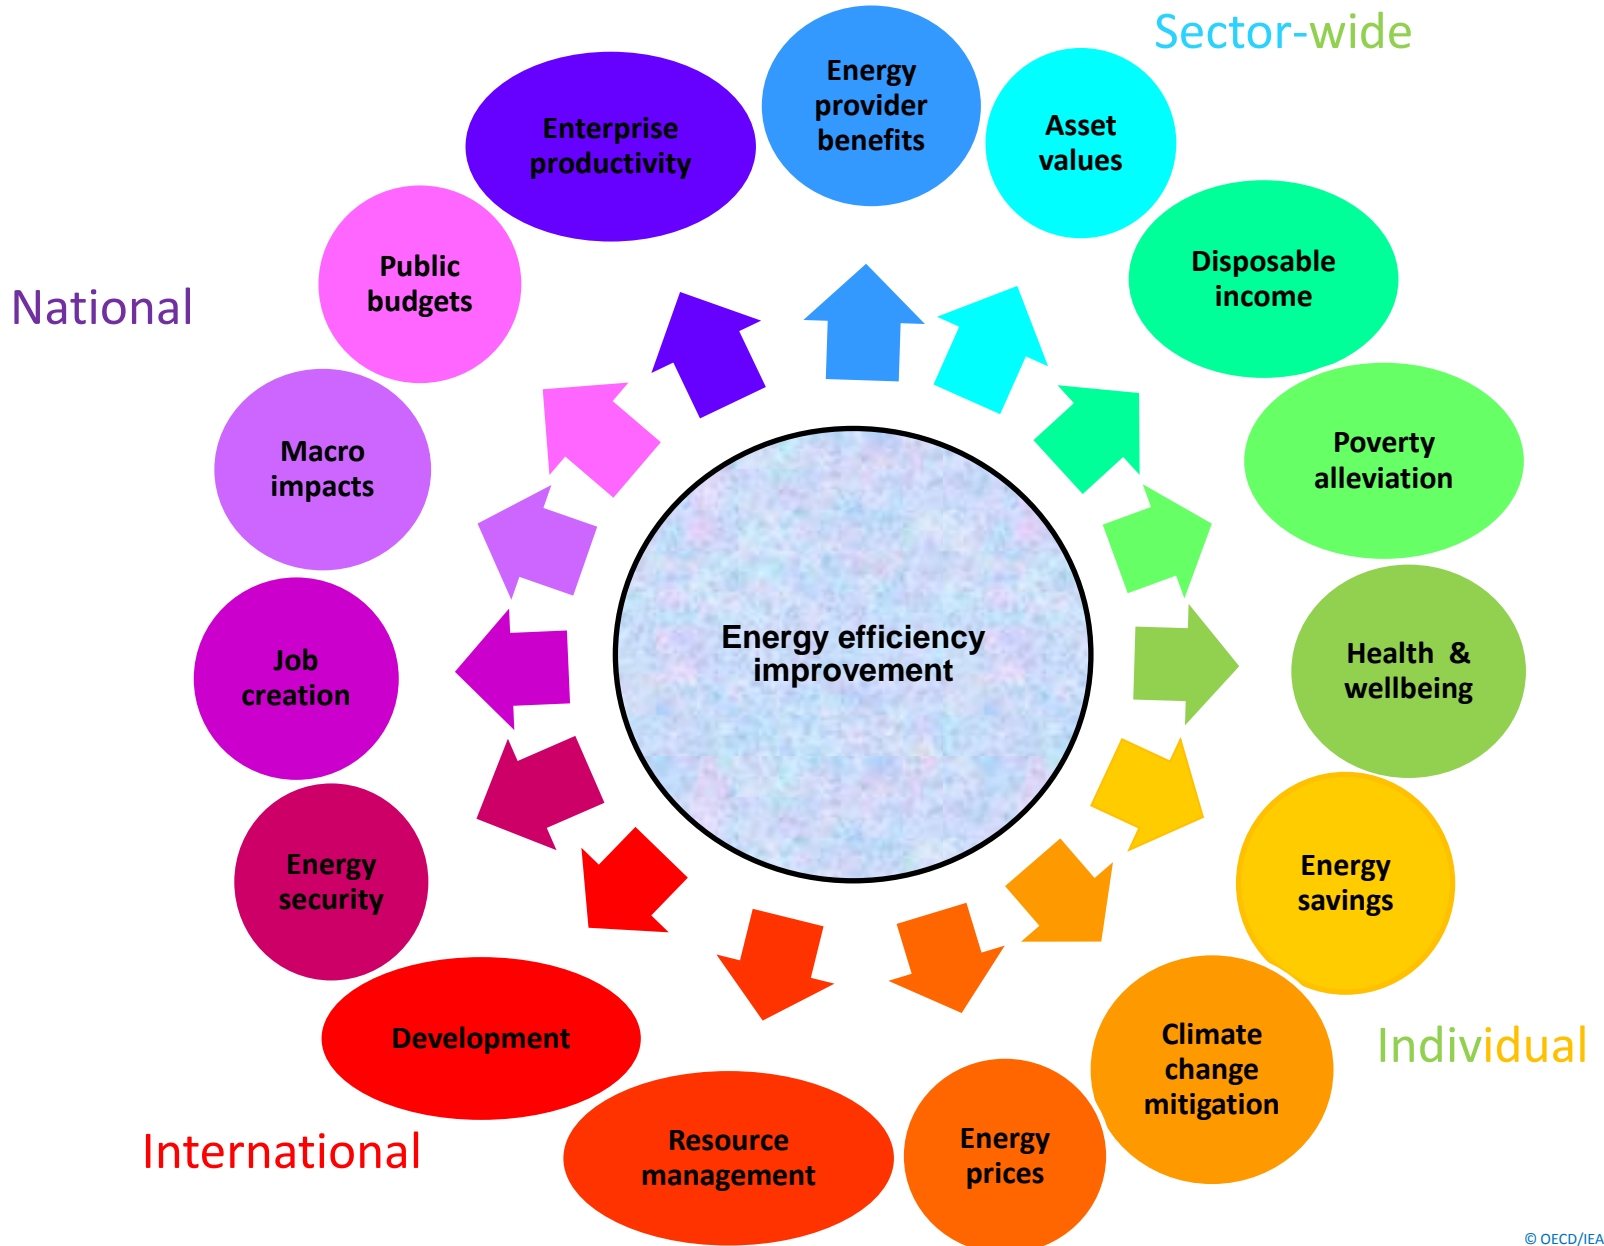 Sector-wide
Energy
provider
benefits
Asset
values
Disposable
income
Poverty
alleviation
Health &
wellbeing
Energy
savings
Individual
Climate
change
mitigation
Energy
prices
Resource
management
International
Development
Energy
security
Job
creation
Macro
impacts
National
Public
budgets
Enterprise
productivity
Energy efficiency
improvement
© OECD/IEA